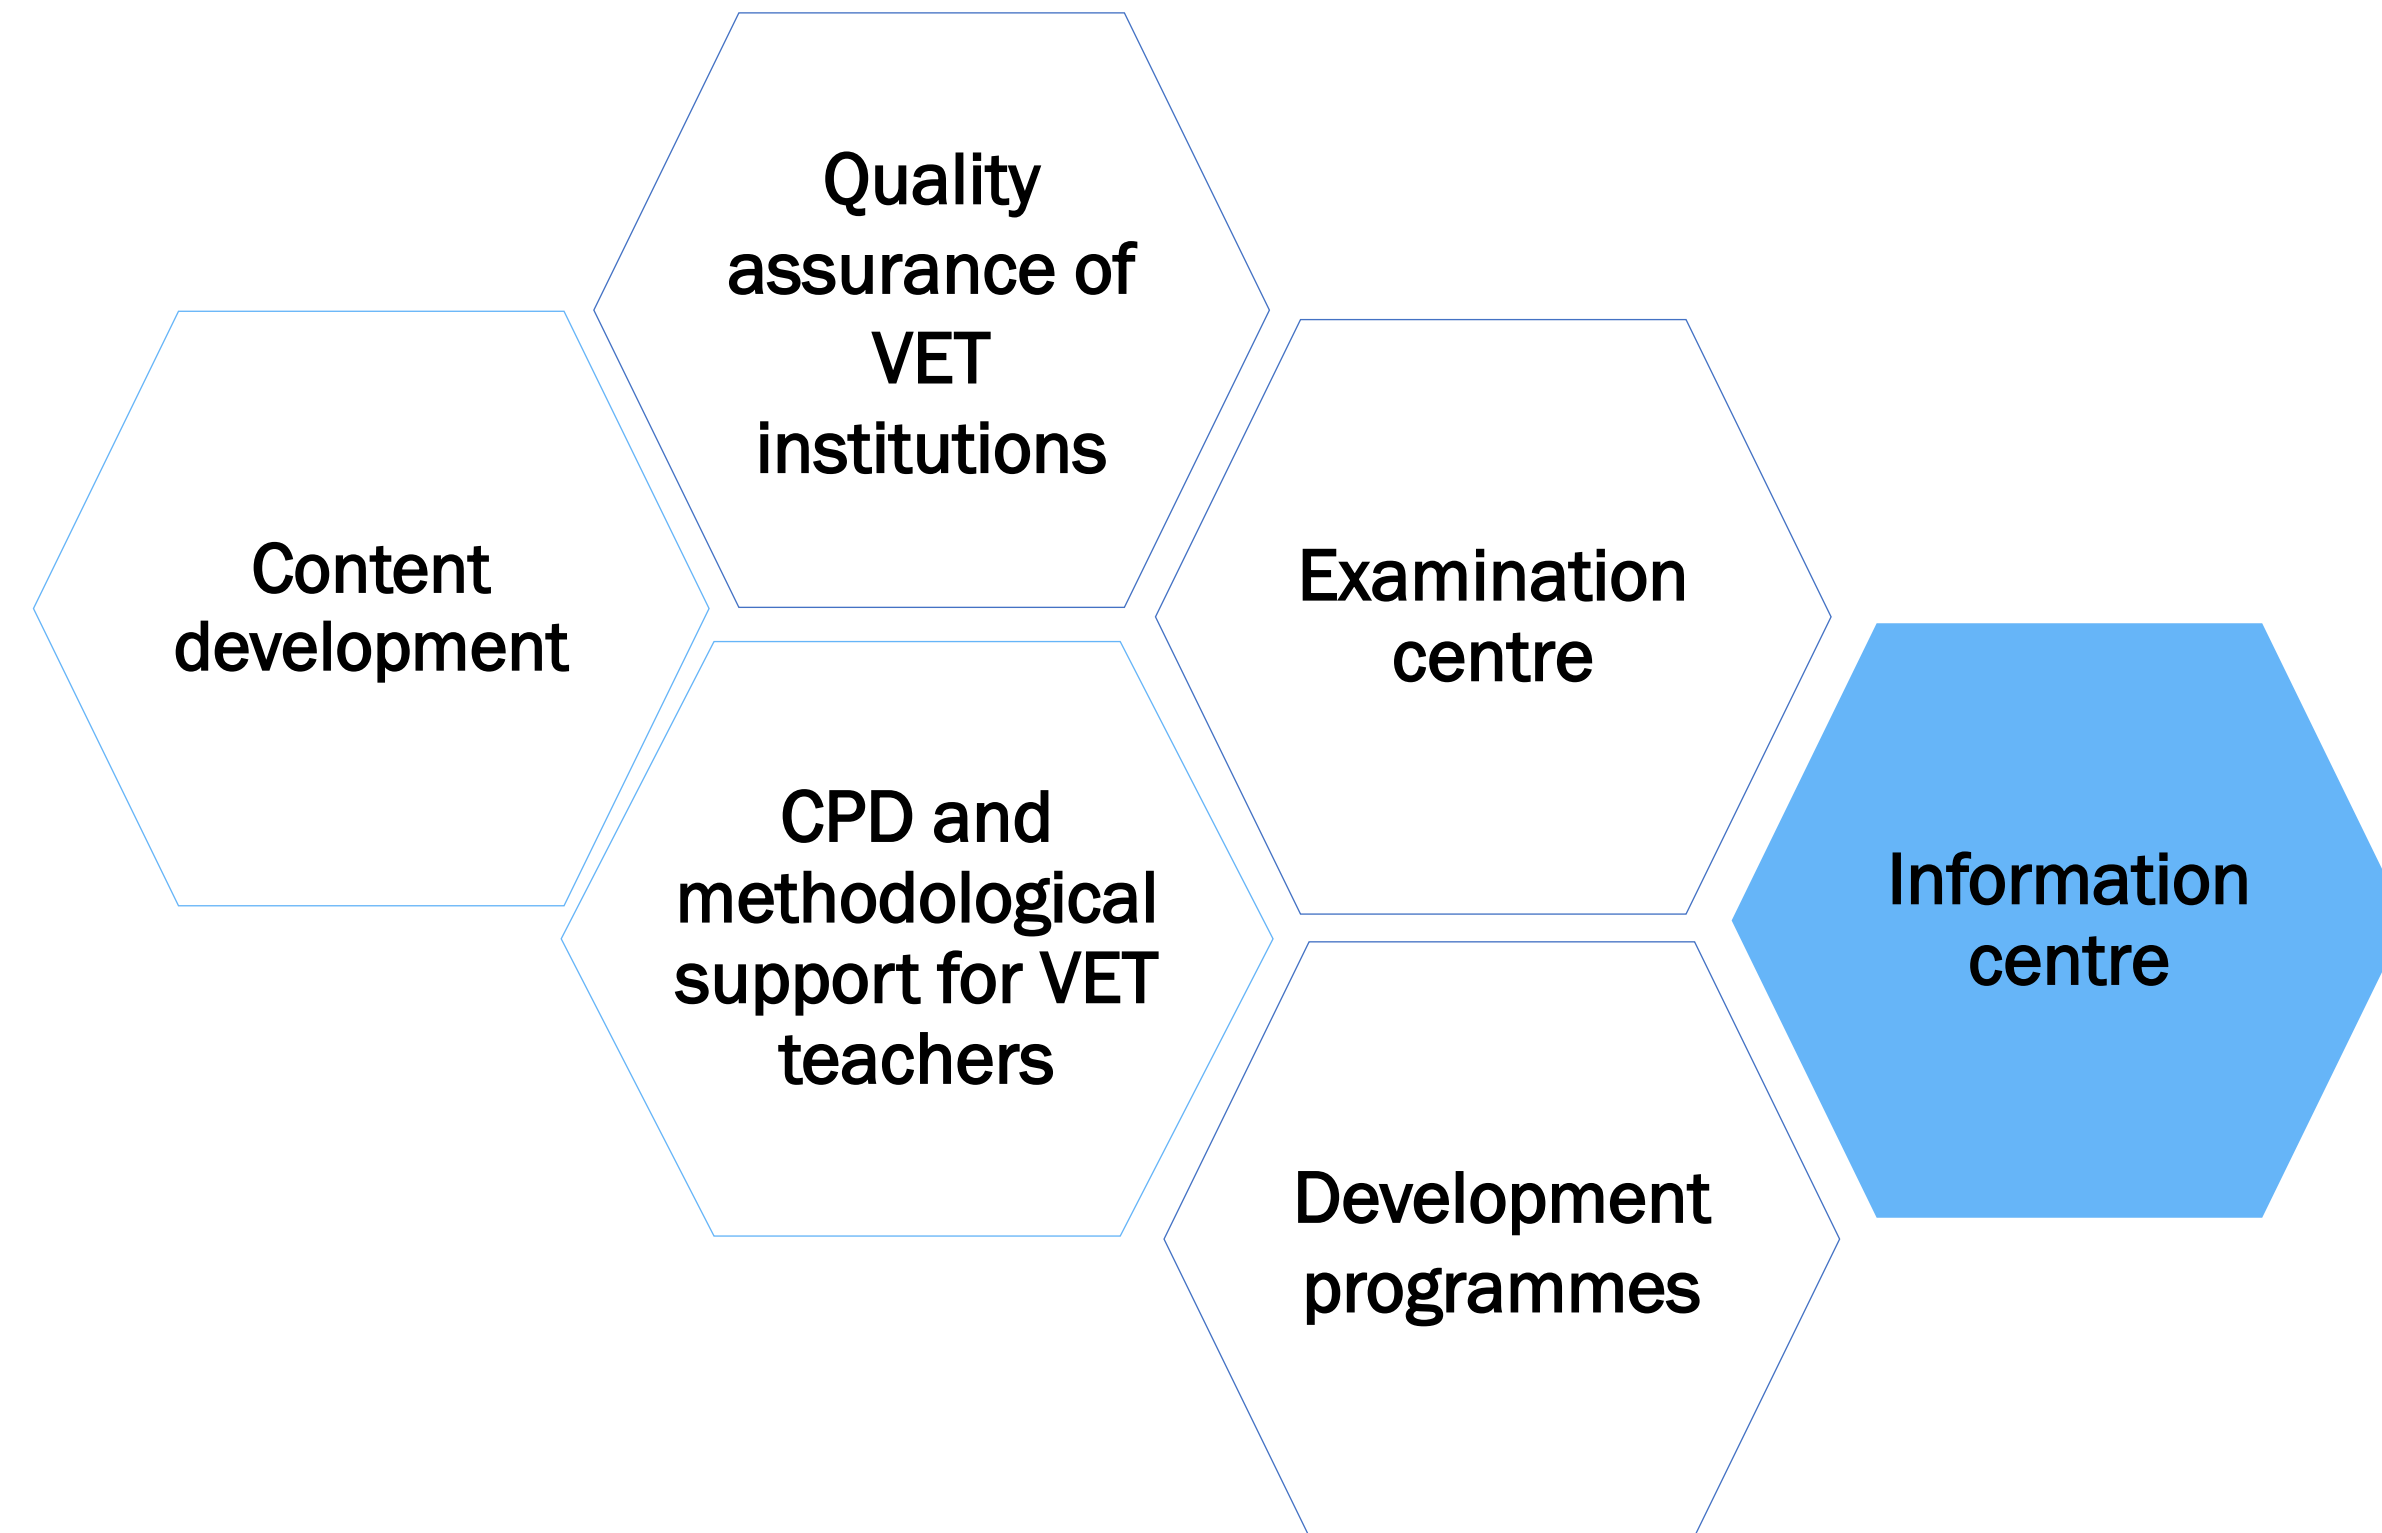 Quality
assurance of
VET
institutions
Content
development
Examination
centre
CPD and
methodological
support for VET
teachers
Information
centre
Development
programmes